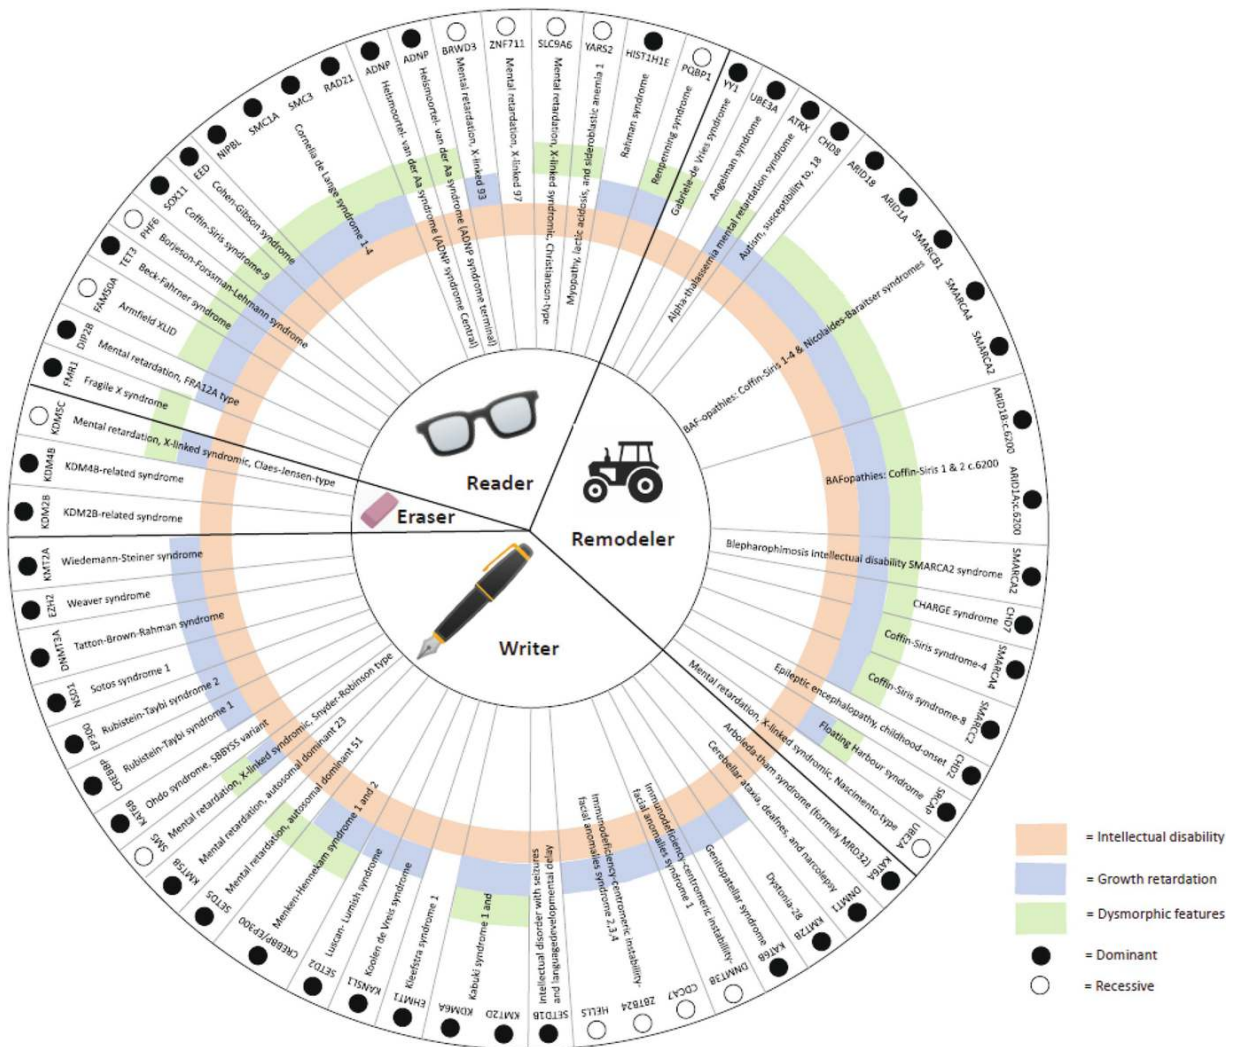 FMR1
Fragile X syndrome
DIP2B
Mental retardation, FRA12A type
FAM50A
Armfield XLID
TET3
Beck-Fahrner syndrome
PHF6
Borjeson-Forssman-Lehmann syndrome
SOX11
Coffin-Siris syndrome-9
EED
Cohen-Gibson syndrome
NIPBL
SMC1A
SMC3
RAD21
Cornelia de Lange syndrome 1-4
ADNP
Helsmoortel- van der Aa syndrome (ADNP syndrome Central)
ADNP
Helsmoortel- van der Aa syndrome (ADNP syndrome terminal)
BRWD3
Mental retardation, X-linked 93
ZNF711
Mental retardation, X-linked 97
SLC9A6
Mental retardation, X-linked syndromic, Christianson-type
YARS2
Myopathy, lactic acidosis, and sideroblastic anemia 1
HIST1H1E
Rahman syndrome
PQBP1
Renpenning syndrome
YY1
Gabriele-de Vries syndrome
UBE3A
Angelman syndrome
ATRX
Alpha-thalassemia mental retardation syndrome
CHD8
Autism, susceptibility to, 18
ARID1B
ARID1A
SMARCB1
SMARCA4
SMARCA2
BAF-opathies: Coffin-Siris 1-4 & Nicolaides-Baraitser syndromes
ARID1B:c.6200
ARID1A:c.6200
BAFopathies: Coffin-Siris 1 & 2 c.6200
SMARCA2
Blepharophimosis intellectual disability SMARCA2 syndrome
CHD7
CHARGE syndrome
SMARCA4
Coffin-Siris syndrome-4
SMARCC2
Coffin-Siris syndrome-8
CHD2
Epileptic encephalopathy, childhood-onset
SRCAP
Floating Harbour syndrome
UBE2A
Mental retardation, X-linked syndromic, Nascimento-type
KAT6A
Arboleda-tham syndrome (formely MRD32)
DNMT1
Cerebellar ataxia, deafnes, and narcolepsy
KMT2B
Dystonia-28
KAT6B
Genitopatellar syndrome
DNMT3B
Immunodeficiency-centromeric instability-
facial anomalies syndrome 1
CDCA7
ZBTB24
HELLS
Immunodeficiency-centromeric instability-
facial anomalies syndrome 2,3,4
SETD1B
Intellectual disorder with seizures
and languagedevelopmental delay
KMT2D
KDM6A
Kabuki syndrome 1 and
EHMT1
Kleefstra syndrome 1
KANSL1
Koolen de Vreis syndrome
SETD2
Luscan- Lumish syndrome
CREBBP/EP300
Menken-Hennekam syndrome 1 and 2
SETD5
Mental retardation, autosomal dominant 51
KMT5B
Mental retardation, autosomal dominant 23
SMS
Mental retardation, X-linked syndromic, Snyder-Robinson type
KAT6B
Ohdo syndrome, SBBYSS variant
CREBBP
Rubistein-Taybi syndrome 1
EP300
Rubistein-Taybi syndrome 2
NSD1
Sotos syndrome 1
DNMT3A
Tatton-Brown-Rahman syndrome
EZH2
Weaver syndrome
KMT2A
Wiedemann-Steiner syndrome
KDM2B
KDM2B-related syndrome
KDM4B
KDM4B-related syndrome
KDM5C
Mental retardation, X-linked syndromic, Claes-Jensen-type
Reader
Eraser
Remodeler
Writer
= Intellectual disability
= Growth retardation
= Dysmorphic features
= Dominant
= Recessive